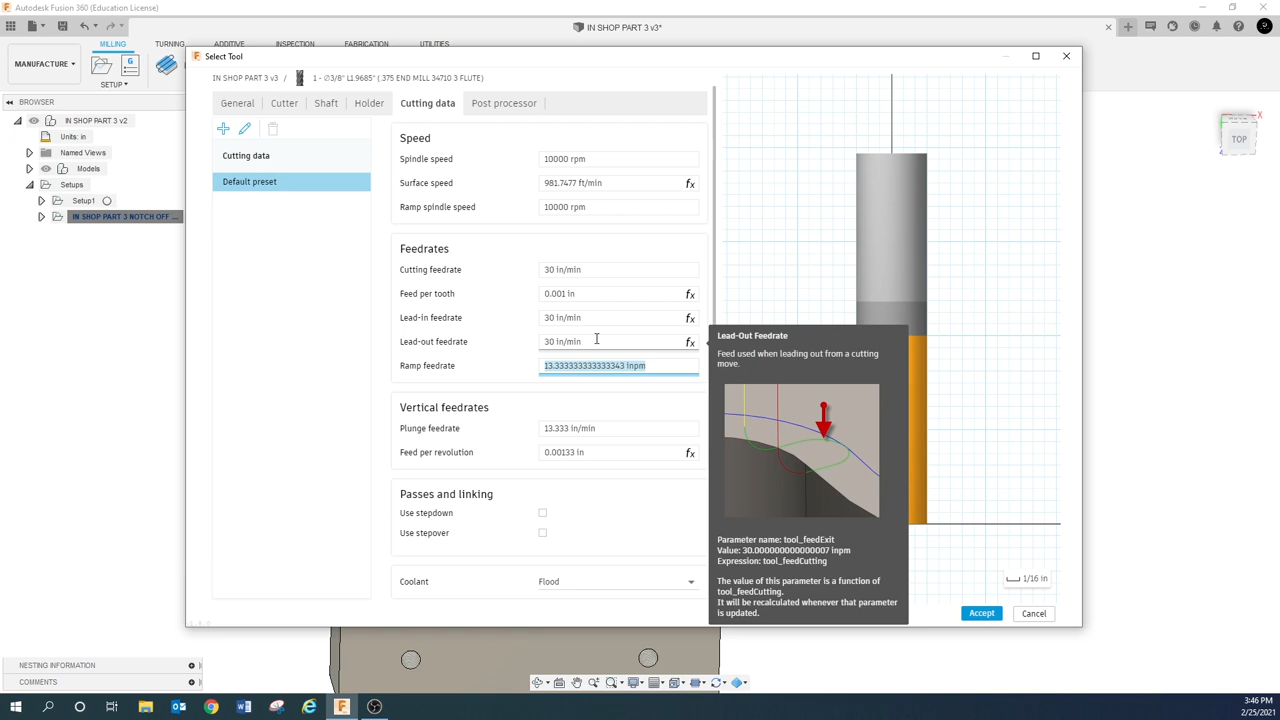 Autodesk Fusion 360 (Education License)
IN SHOP PART 3 v3*
MILLING TURNING ADDITIVE INSPECTION FABRICATION UTILITIES
MANUFACTURE
SETUP
BROWSER
IN SHOP PART 3 v2
Units: in
Named Views
Models
Setups
Setup1
IN SHOP PART 3 NOTCH OFF ...
Select Tool
IN SHOP PART 3 v3 / 1 - Ø3/8" L1.9685" (.375 END MILL 34710 3 FLUTE)
General Cutter Shaft Holder Cutting data Post processor
Cutting data
Default preset
Speed
Spindle speed 10000 rpm
Surface speed 981.7477 ft/min fx
Ramp spindle speed 10000 rpm
Feedrates
Cutting feedrate 30 in/min
Feed per tooth 0.001 in fx
Lead-in feedrate 30 in/min fx
Lead-out feedrate 30 in/min fx
Ramp feedrate 13.333333333333343 inpm
Vertical feedrates
Plunge feedrate 13.333 in/min
Feed per revolution 0.00133 in fx
Passes and linking
Use stepdown
Use stepover
Coolant Flood
Lead-Out Feedrate
Feed used when leading out from a cutting
move.
Parameter name: tool_feedExit
Value: 30.000000000000007 inpm
Expression: tool_feedCutting
The value of this parameter is a function of
tool_feedCutting.
It will be recalculated whenever that parameter
is updated.
1/16 in
Accept Cancel
TOP
X
NESTING INFORMATION
COMMENTS
3:46 PM
2/25/2021